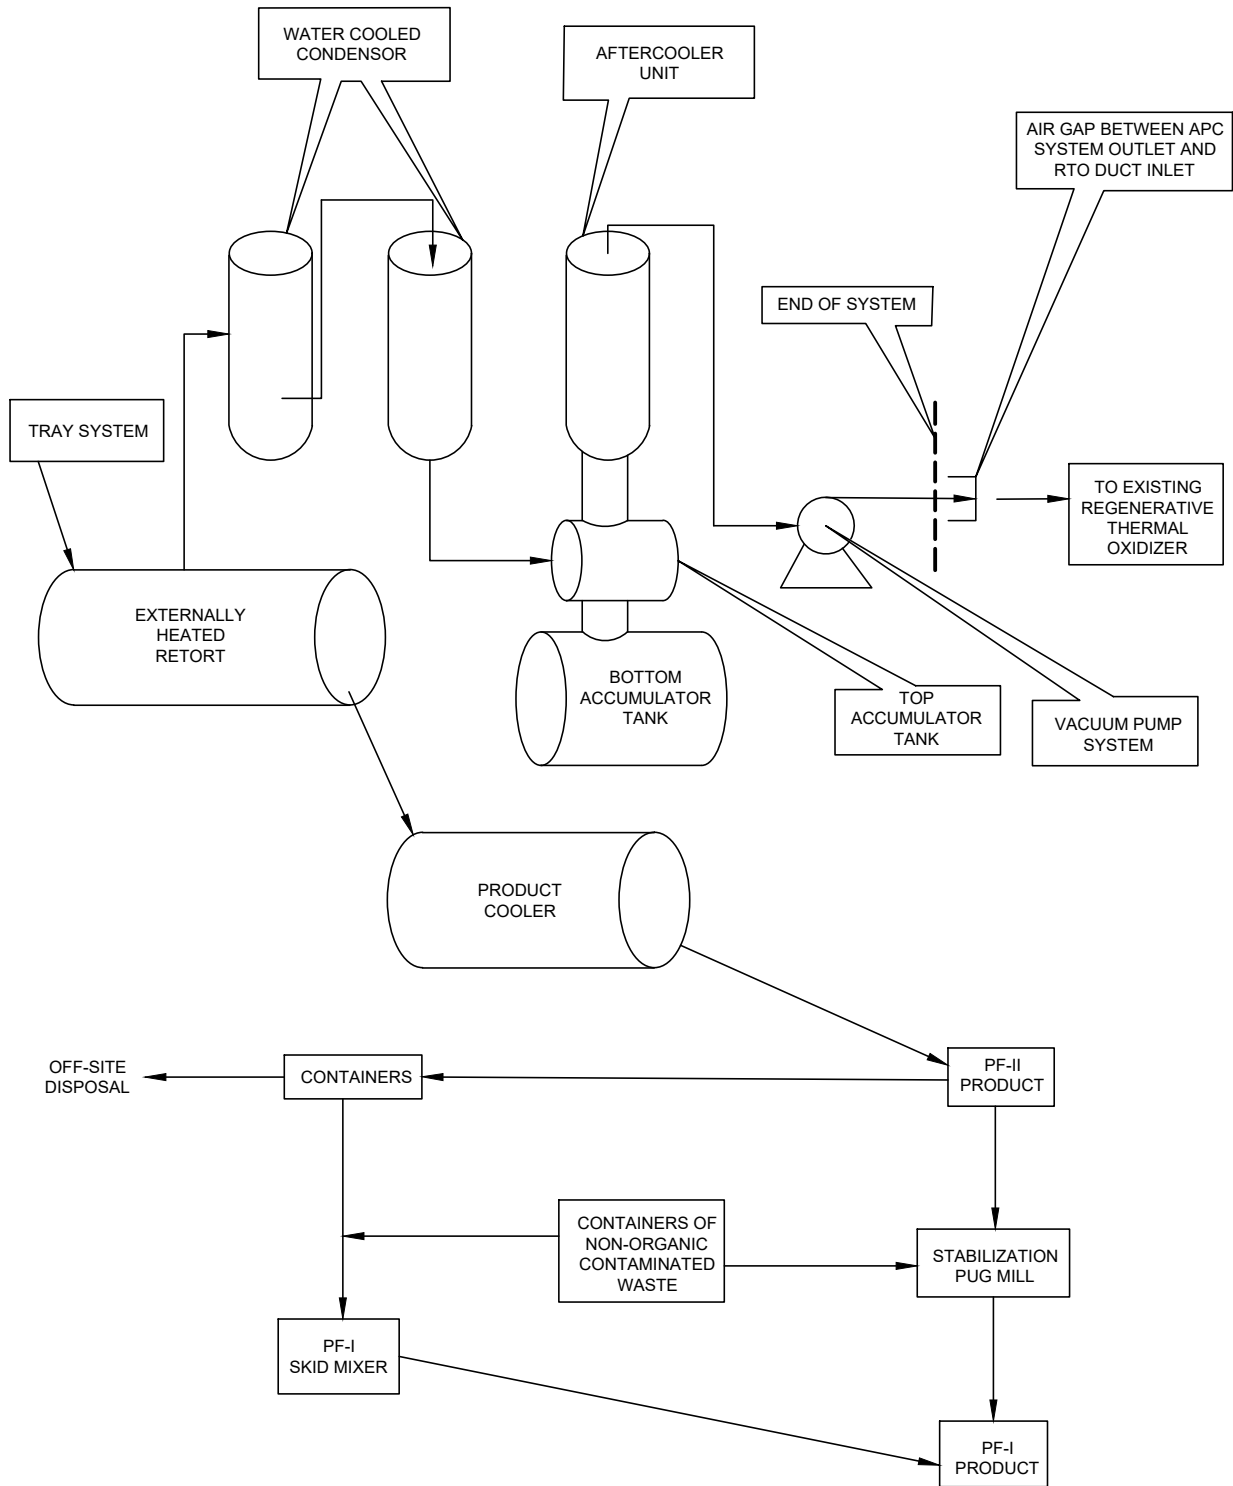 WATER COOLED
CONDENSOR
AFTERCOOLER
UNIT
AIR GAP BETWEEN APC
SYSTEM OUTLET AND
RTO DUCT INLET
END OF SYSTEM
TRAY SYSTEM
TO EXISTING
REGENERATIVE
THERMAL
OXIDIZER
EXTERNALLY
HEATED
RETORT
BOTTOM
ACCUMULATOR
TANK
TOP
ACCUMULATOR
TANK
VACUUM PUMP
SYSTEM
PRODUCT
COOLER
OFF-SITE
DISPOSAL
CONTAINERS
PF-II
PRODUCT
CONTAINERS OF
NON-ORGANIC
CONTAMINATED
WASTE
STABILIZATION
PUG MILL
PF-I
SKID MIXER
PF-I
PRODUCT